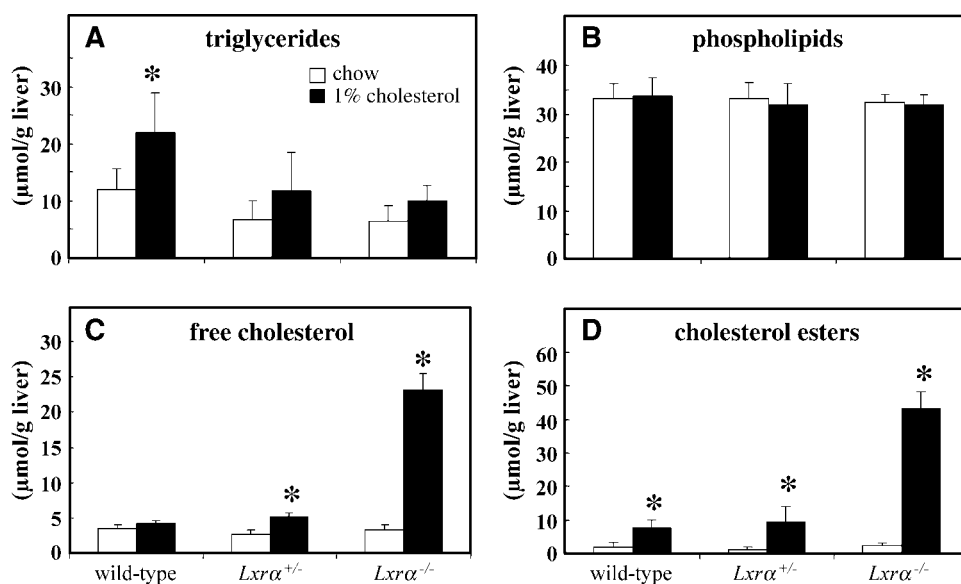 A
triglycerides
chow
1% cholesterol
*
30
20
10
0
((μmol/g liver)
B
phospholipids
40
30
20
10
0
((μmol/g liver)
C
free cholesterol
*
*
30
25
20
15
10
5
0
((μmol/g liver)
wild-type Lxrα+/- Lxrα-/-
D
cholesterol esters
*
*
*
60
50
40
30
20
10
0
((μmol/g liver)
wild-type Lxrα+/- Lxrα-/-